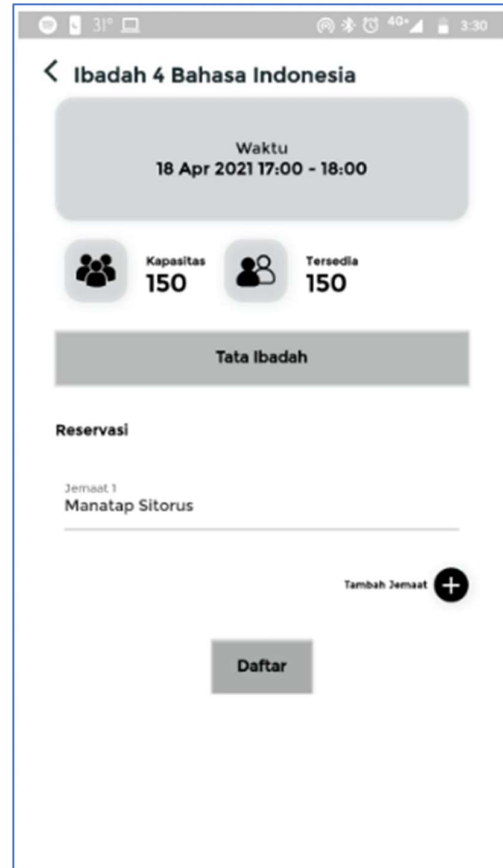 31° 4G+ 3:30
Ibadah 4 Bahasa Indonesia
Waktu
18 Apr 2021 17:00 - 18:00
Kapasitas
150
Tersedia
150
Tata Ibadah
Reservasi
Jemaat 1
Manatap Sitorus
Tambah Jemaat
Daftar